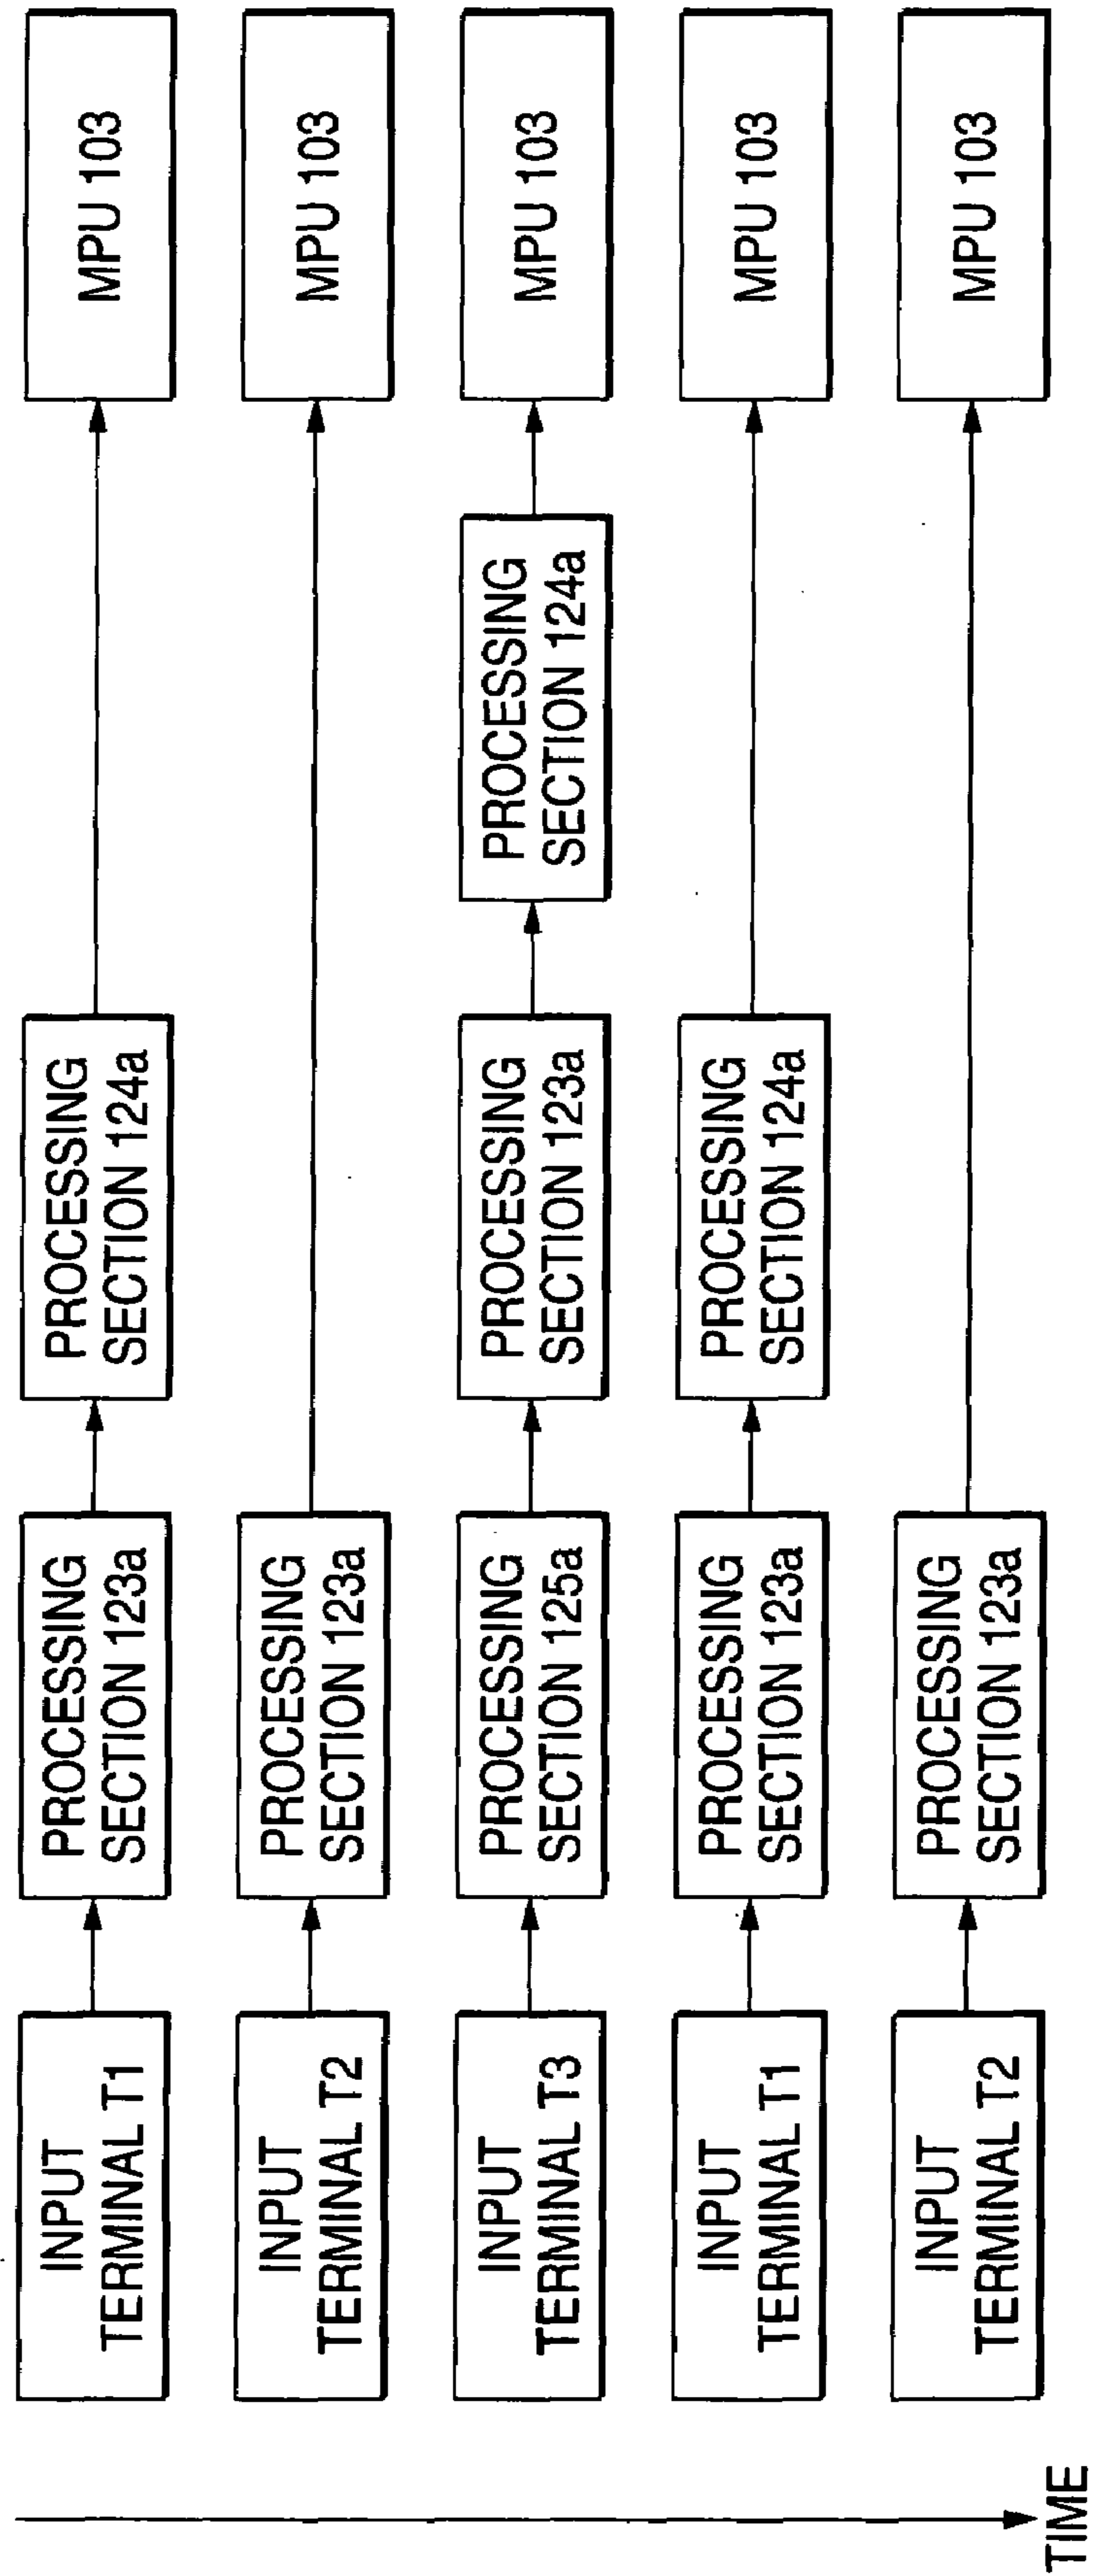 INPUT
TERMINAL T1
PROCESSING
SECTION 123a
PROCESSING
SECTION 124a
MPU 103
INPUT
TERMINAL T2
PROCESSING
SECTION 123a
MPU 103
INPUT
TERMINAL T3
PROCESSING
SECTION 125a
PROCESSING
SECTION 123a
PROCESSING
SECTION 124a
MPU 103
INPUT
TERMINAL T1
PROCESSING
SECTION 123a
PROCESSING
SECTION 124a
MPU 103
INPUT
TERMINAL T2
PROCESSING
SECTION 123a
MPU 103
TIME